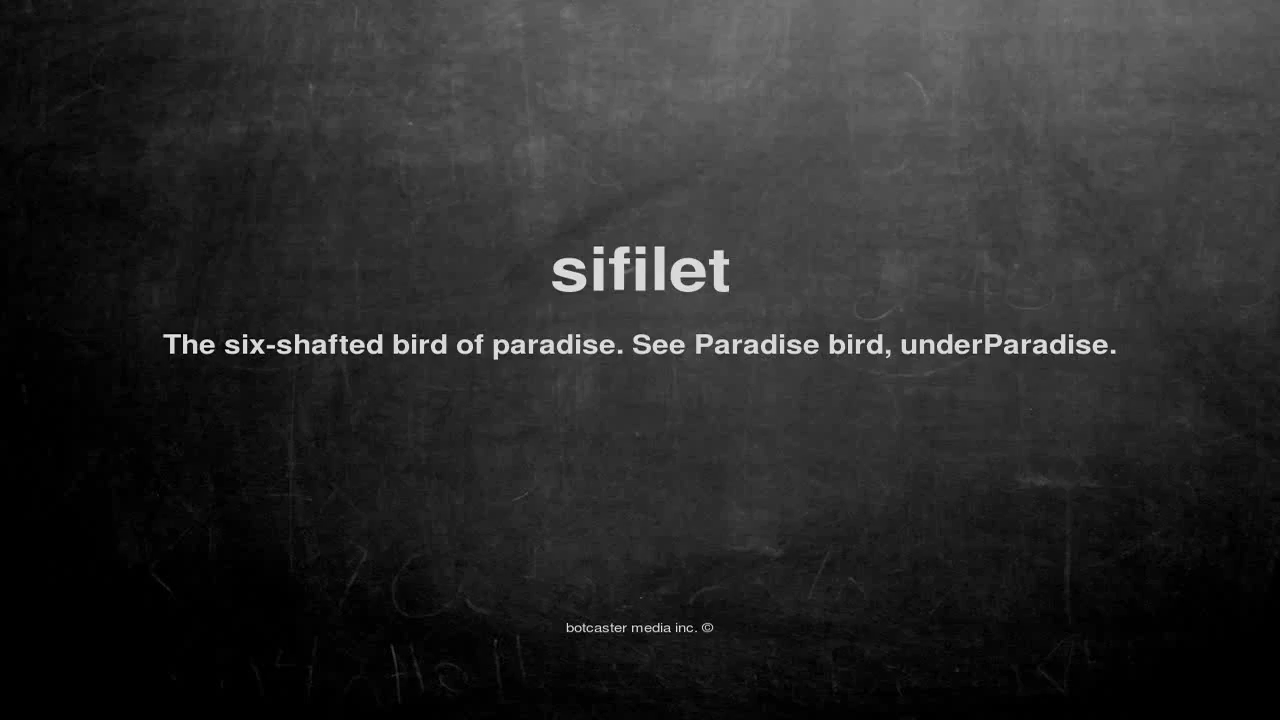 sifilet
The six-shafted bird of paradise. See Paradise bird, underParadise.
botcaster media inc. ©